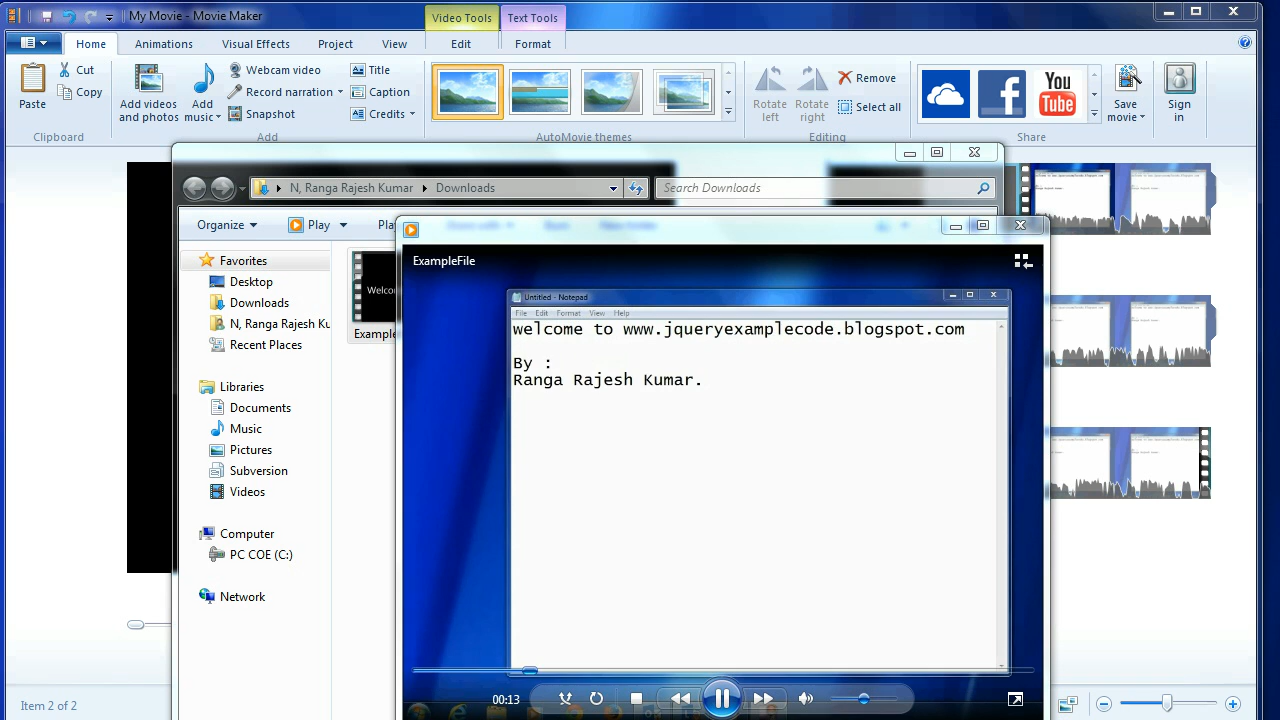 My Movie - Movie Maker
Video Tools
Text Tools
Home
Animations
Visual Effects
Project
View
Edit
Format
Paste
Cut
Copy
Clipboard
Add videos
and photos
Add
music
Webcam video
Record narration
Snapshot
Title
Caption
Credits
Add
AutoMovie themes
Rotate
left
Rotate
right
Remove
Select all
Editing
You
Tube
Share
Save
movie
Sign
in
N, Ranga Rajesh Kumar
Downloads
Search Downloads
Organize
Play
Pla
Favorites
Desktop
Downloads
N, Ranga Rajesh Ku
Recent Places
Libraries
Documents
Music
Pictures
Subversion
Videos
Computer
PC COE (C:)
Network
Welcom
Example
ExampleFile
Untitled - Notepad
File Edit Format View Help
welcome to www.jqueryexamplecode.blogspot.com
By :
Ranga Rajesh Kumar.
00:13
Item 2 of 2